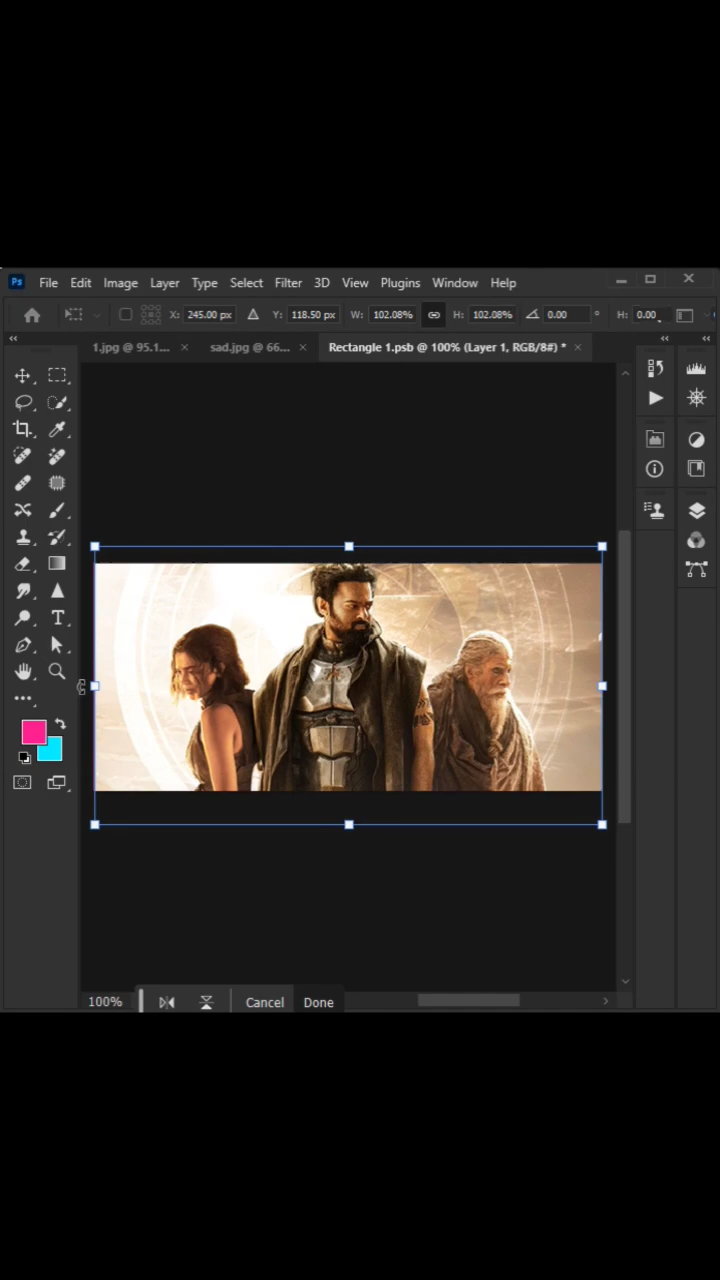 Ps File Edit Image Layer Type Select Filter 3D View Plugins Window Help
X: 245.00 px Y: 118.50 px W: 102.08% H: 102.08% 0.00 ° H: 0.00
1.jpg @ 95.1... × sad.jpg @ 66... × Rectangle 1.psb @ 100% (Layer 1, RGB/8#) * ×
100% Cancel Done